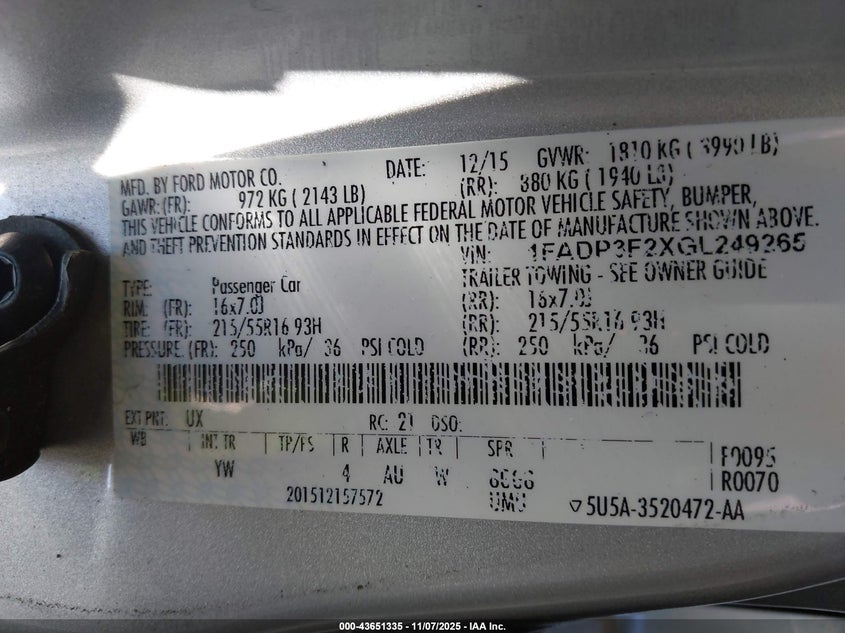 MFD. BY FORD MOTOR CO. DATE: 12/15 GVWR: 1810 KG ( 3990 LB)
GAWR: (FR): 972 KG ( 2143 LB) (RR): 880 KG ( 1940 LB)
THIS VEHICLE CONFORMS TO ALL APPLICABLE FEDERAL MOTOR VEHICLE SAFETY, BUMPER,
AND THEFT PREVENTION STANDARDS IN EFFECT ON THE DATE OF MANUFACTURE SHOWN ABOVE.
VIN: 1FADP3F2XGL249265
TRAILER TOWING - SEE OWNER GUIDE
TYPE: Passenger Car
RIM: (FR): 16x7.0J (RR): 16x7.0J
TIRE: (FR): 215/55R16 93H (RR): 215/55R16 93H
PRESSURE: (FR): 250 kPa/ 36 PSI COLD (RR): 250 kPa/ 36 PSI COLD
EXT PNT: UX RC: 21 DSO:
WB INT TR TP/PS R AXLE TR SPR
YW 4 AU W
F0095
R0070
201512157572 UMU 5U5A-3520472-AA
000-43651335 - 11/07/2025 - IAA Inc.